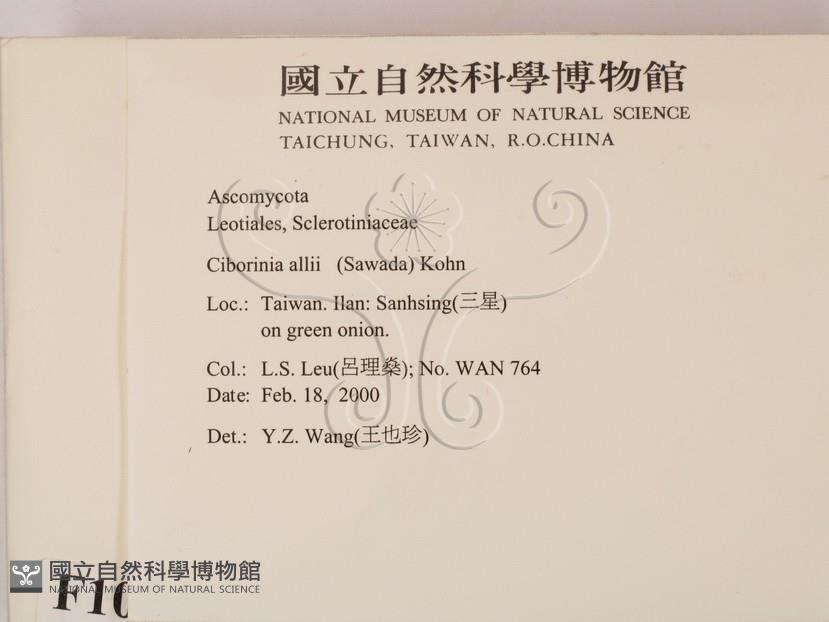 國立自然科學博物館
NATIONAL MUSEUM OF NATURAL SCIENCE
TAICHUNG, TAIWAN, R.O.CHINA
Ascomycota
Leotiales, Sclerotiniaceae
Ciborinia allii (Sawada) Kohn
Loc.: Taiwan. Ilan: Sanhsing(三星)
on green onion.
Col.: L.S. Leu(呂理燊); No. WAN 764
Date: Feb. 18, 2000
Det.: Y.Z. Wang(王也珍)
國立自然科學博物館
NATIONAL MUSEUM OF NATURAL SCIENCE